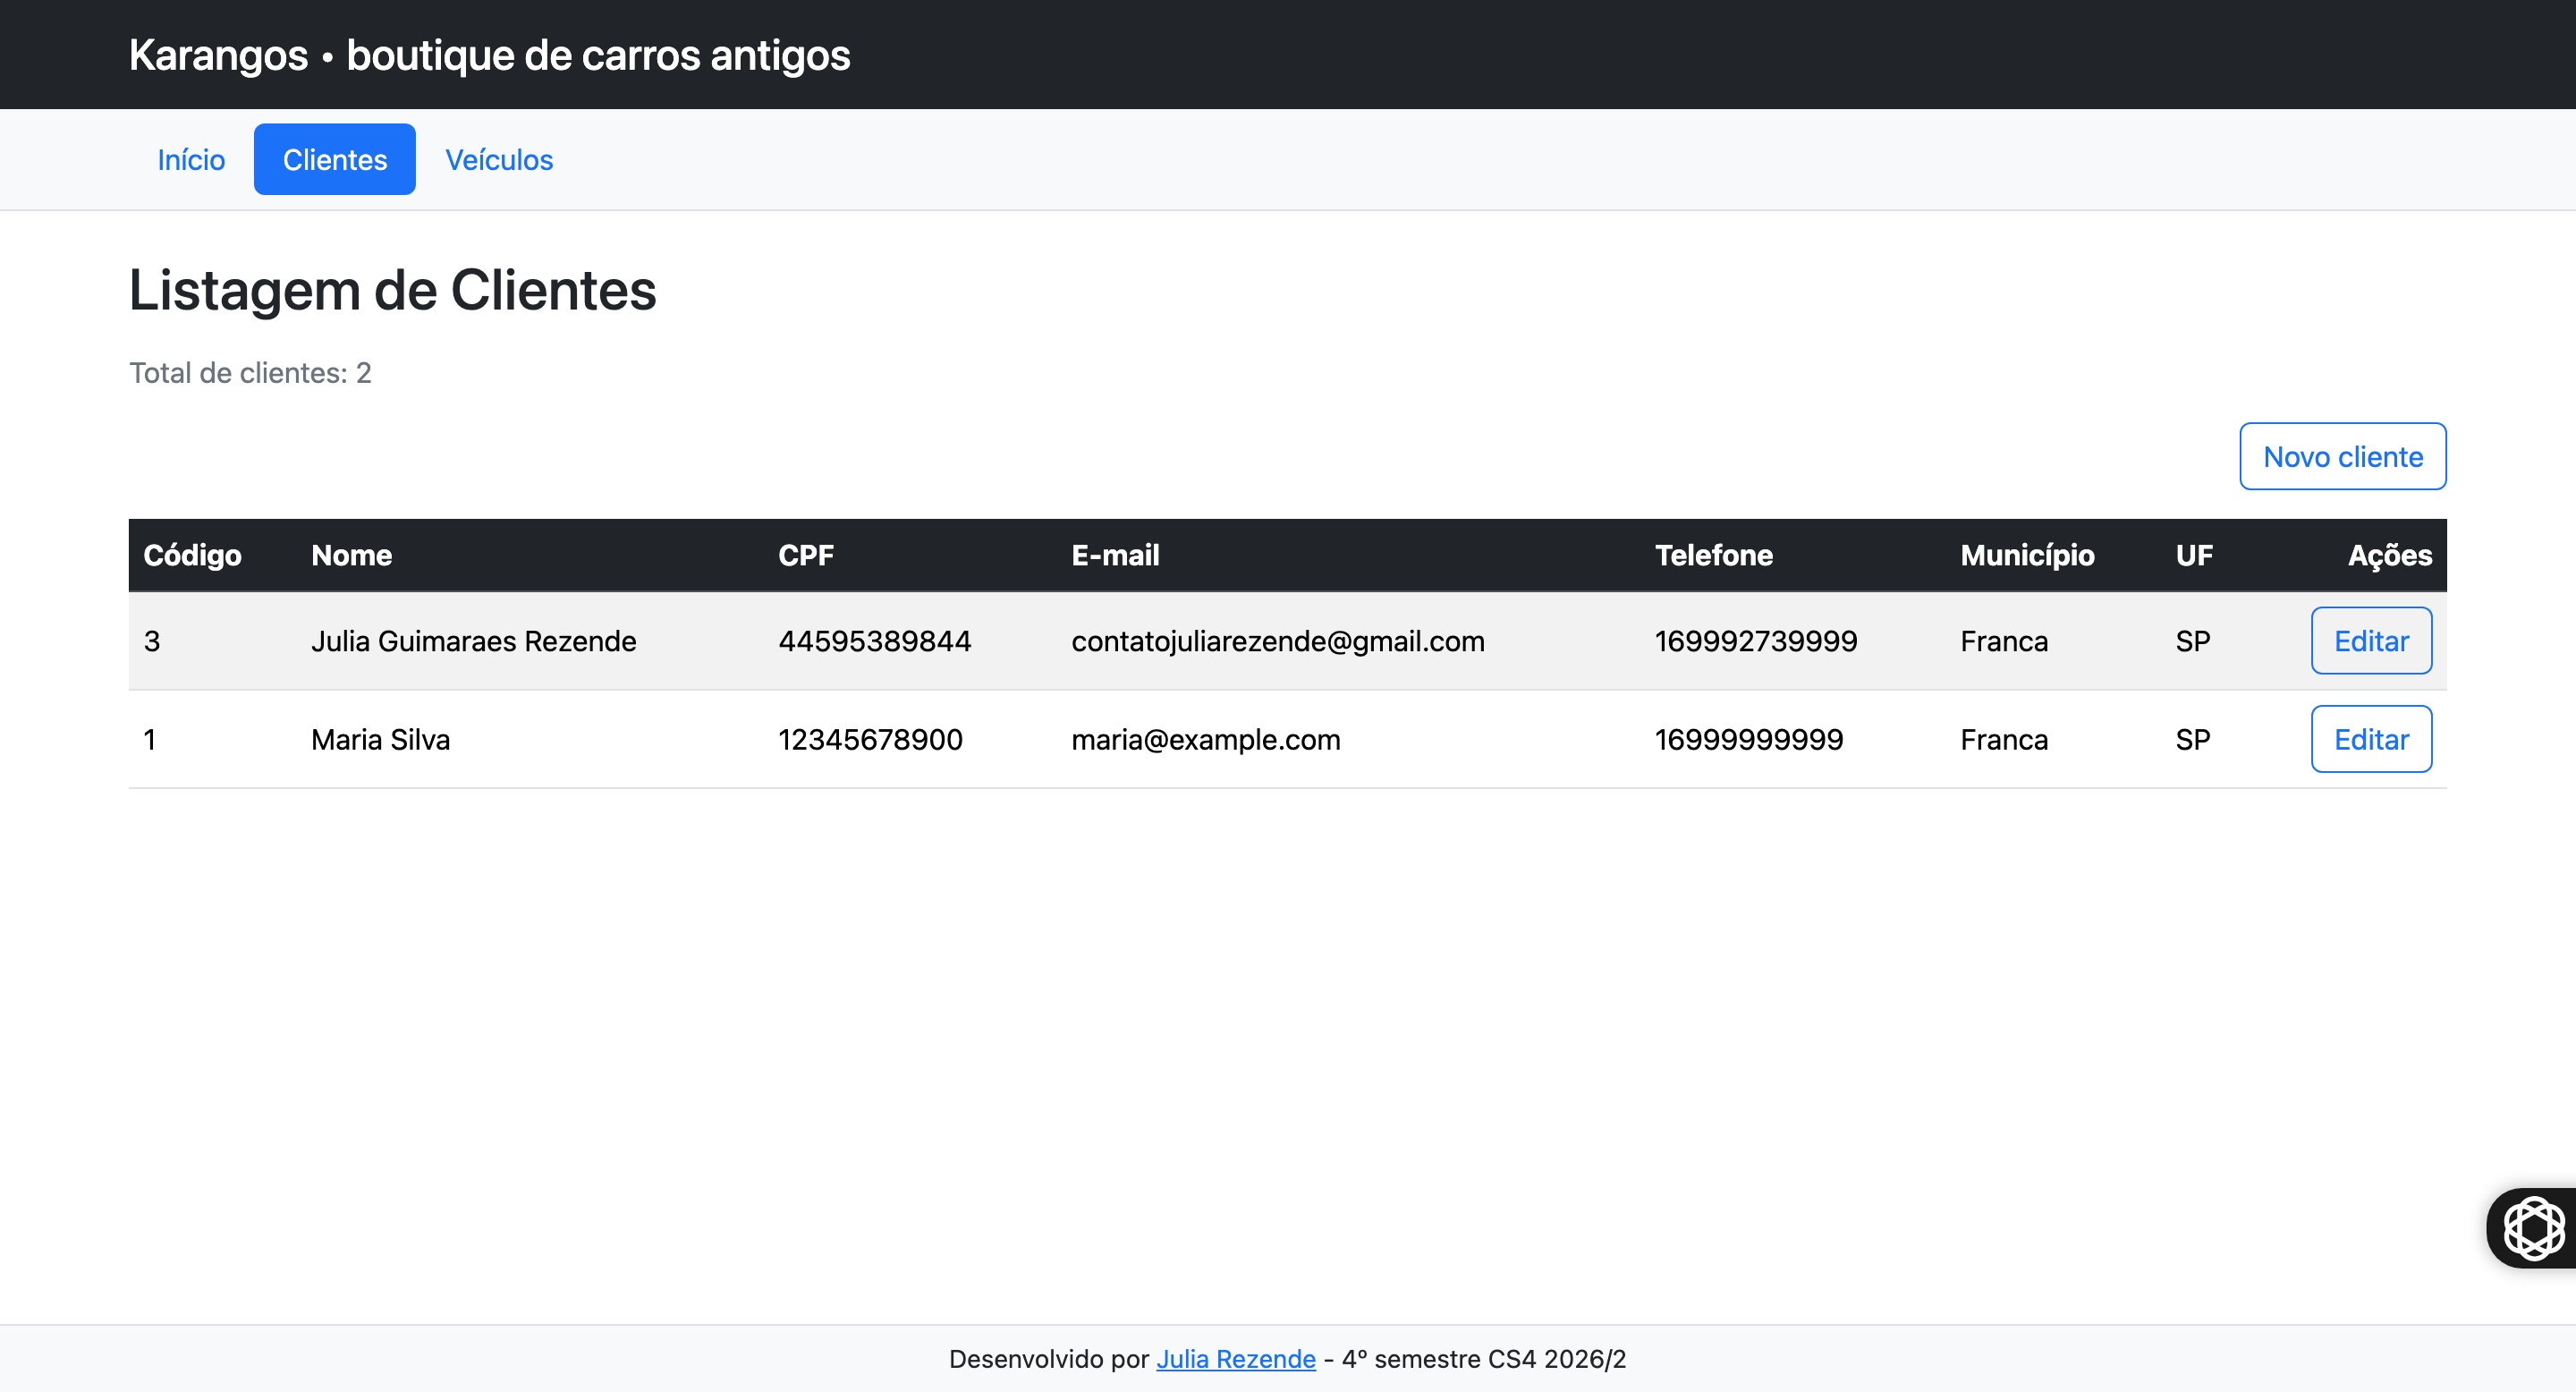 Karangos • boutique de carros antigos
Início Clientes Veículos
Listagem de Clientes
Total de clientes: 2
Novo cliente
Código Nome CPF E-mail Telefone Município UF Ações
3 Julia Guimaraes Rezende 44595389844 contatojuliarezende@gmail.com 169992739999 Franca SP Editar
1 Maria Silva 12345678900 maria@example.com 16999999999 Franca SP Editar
Desenvolvido por Julia Rezende - 4º semestre CS4 2026/2